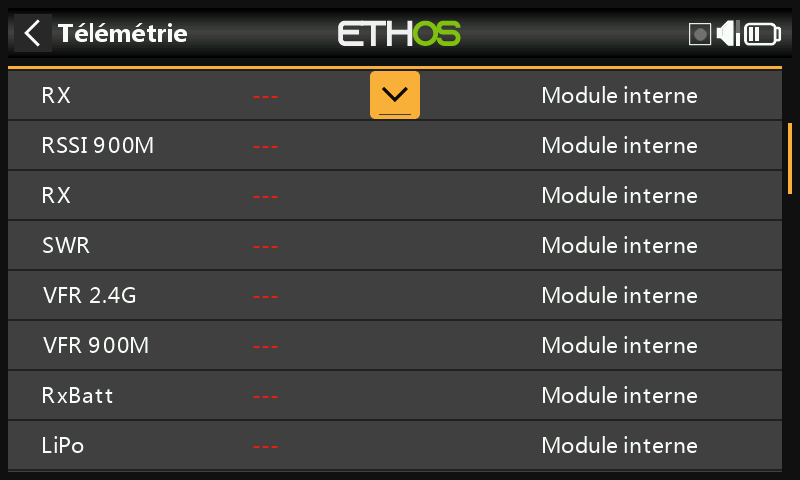 Télémétrie ETHOS
RX --- Module interne
RSSI 900M --- Module interne
RX --- Module interne
SWR --- Module interne
VFR 2.4G --- Module interne
VFR 900M --- Module interne
RxBatt --- Module interne
LiPo --- Module interne